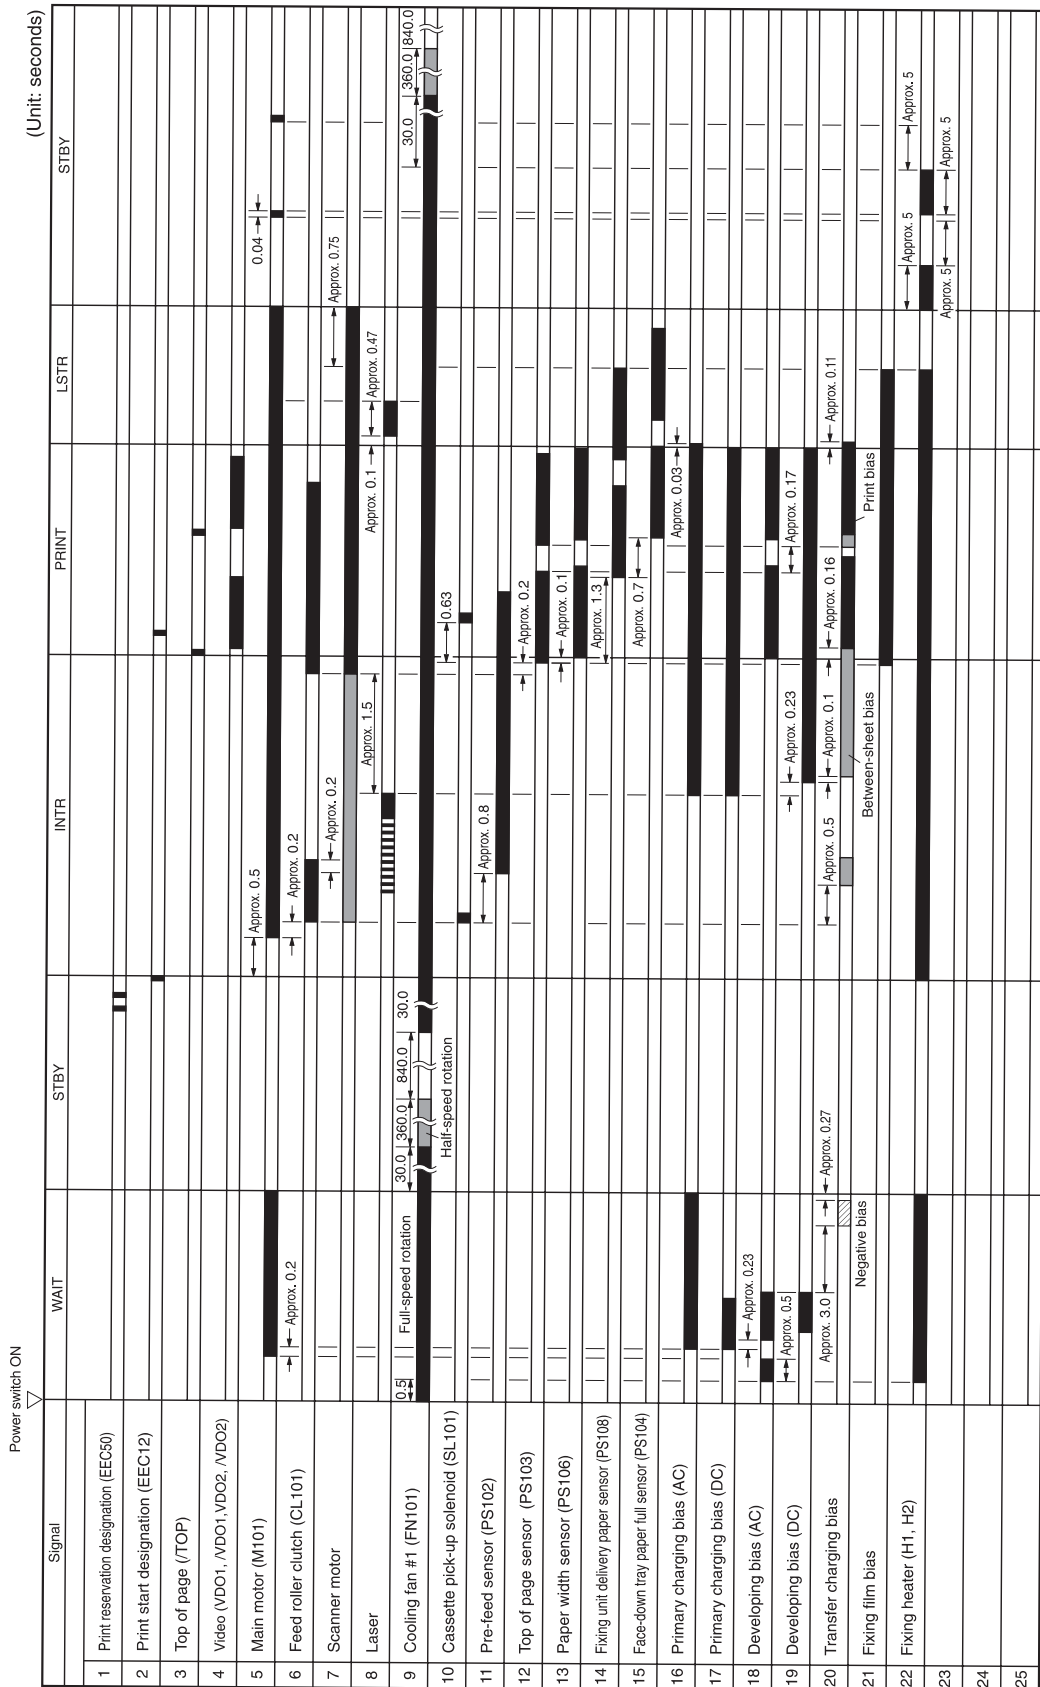 Power switch ON
(Unit: seconds)
Signal
WAIT
STBY
INTR
PRINT
LSTR
STBY
1 Print reservation designation (EEC50)
2 Print start designation (EEC12)
3 Top of page (/TOP)
4 Video (VDO1, /VDO1,VDO2, /VDO2)
5 Main motor (M101)
Approx. 0.5
0.04
6 Feed roller clutch (CL101)
Approx. 0.2
Approx. 0.2
7 Scanner motor
Approx. 0.2
Approx. 0.75
8 Laser
Approx. 1.5
Approx. 0.1
Approx. 0.47
9 Cooling fan #1 (FN101)
0.5
Full-speed rotation
30.0
360.0
840.0
30.0
30.0
360.0
840.0
10 Cassette pick-up solenoid (SL101)
Half-speed rotation
0.63
11 Pre-feed sensor (PS102)
Approx. 0.8
12 Top of page sensor (PS103)
Approx. 0.2
13 Paper width sensor (PS106)
Approx. 0.1
14 Fixing unit delivery paper sensor (PS108)
Approx. 1.3
15 Face-down tray paper full sensor (PS104)
Approx. 0.7
16 Primary charging bias (AC)
Approx. 0.03
17 Primary charging bias (DC)
18 Developing bias (AC)
Approx. 0.23
19 Developing bias (DC)
Approx. 0.5
Approx. 0.23
Approx. 0.17
20 Transfer charging bias
Approx. 3.0
Approx. 0.27
Approx. 0.5
Approx. 0.1
Approx. 0.16
Approx. 0.11
21 Fixing film bias
Negative bias
Between-sheet bias
Print bias
22 Fixing heater (H1, H2)
Approx. 5
Approx. 5
23
Approx. 5
Approx. 5
24
25